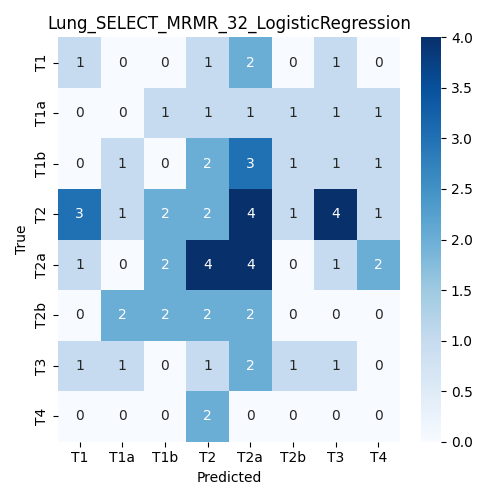 Lung_SELECT_MRMR_32_LogisticRegression
True
T1 1 0 0 1 2 0 1 0
T1a 0 0 1 1 1 1 1 1
T1b 0 1 0 2 3 1 1 1
T2 3 1 2 2 4 1 4 1
T2a 1 0 2 4 4 0 1 2
T2b 0 2 2 2 2 0 0 0
T3 1 1 0 1 2 1 1 0
T4 0 0 0 2 0 0 0 0
T1 T1a T1b T2 T2a T2b T3 T4
Predicted
4.0
3.5
3.0
2.5
2.0
1.5
1.0
0.5
0.0